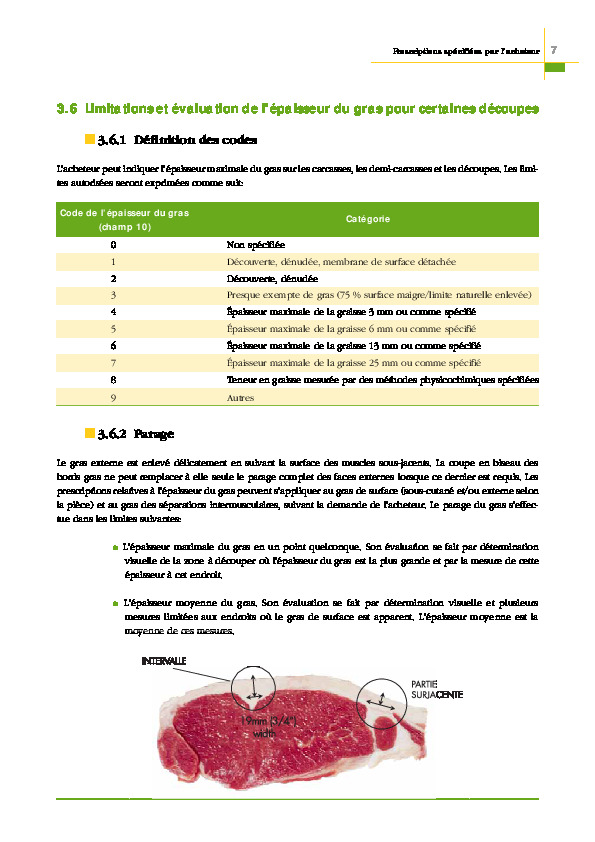 Prescriptions spécifiées par l'acheteur 7
3.6 Limitations et évaluation de l'épaisseur du gras pour certaines découpes
3.6.1 Définition des codes
L'acheteur peut indiquer l'épaisseur maximale du gras sur les carcasses, les demi-carcasses et les découpes. Les limi-
tes autorisées seront exprimées comme suit:
Code de l'épaisseur du gras
(champ 10)
Catégorie
0 Non spécifiée
1 Découverte, dénudée, membrane de surface détachée
2 Découverte, dénudée
3 Presque exempte de gras (75 % surface maigre/limite naturelle enlevée)
4 Épaisseur maximale de la graisse 3 mm ou comme spécifié
5 Épaisseur maximale de la graisse 6 mm ou comme spécifié
6 Épaisseur maximale de la graisse 13 mm ou comme spécifié
7 Épaisseur maximale de la graisse 25 mm ou comme spécifié
8 Teneur en graisse mesurée par des méthodes physicochimiques spécifiées
9 Autres
3.6.2 Parage
Le gras externe est enlevé délicatement en suivant la surface des muscles sous-jacents. La coupe en biseau des
bords gras ne peut remplacer à elle seule le parage complet des faces externes lorsque ce dernier est requis. Les
prescriptions relatives à l'épaisseur du gras peuvent s'appliquer au gras de surface (sous-cutané et/ou externe selon
la pièce) et au gras des séparations intermusculaires, suivant la demande de l'acheteur. Le parage du gras s'effec-
tue dans les limites suivantes:
● L'épaisseur maximale du gras en un point quelconque. Son évaluation se fait par détermination
visuelle de la zone à découper où l'épaisseur du gras est la plus grande et par la mesure de cette
épaisseur à cet endroit.
● L'épaisseur moyenne du gras. Son évaluation se fait par détermination visuelle et plusieurs
mesures limitées aux endroits où le gras de surface est apparent. L'épaisseur moyenne est la
moyenne de ces mesures.
INTERVALLE
PARTIE
SURJACENTE
19mm (3/4")
width